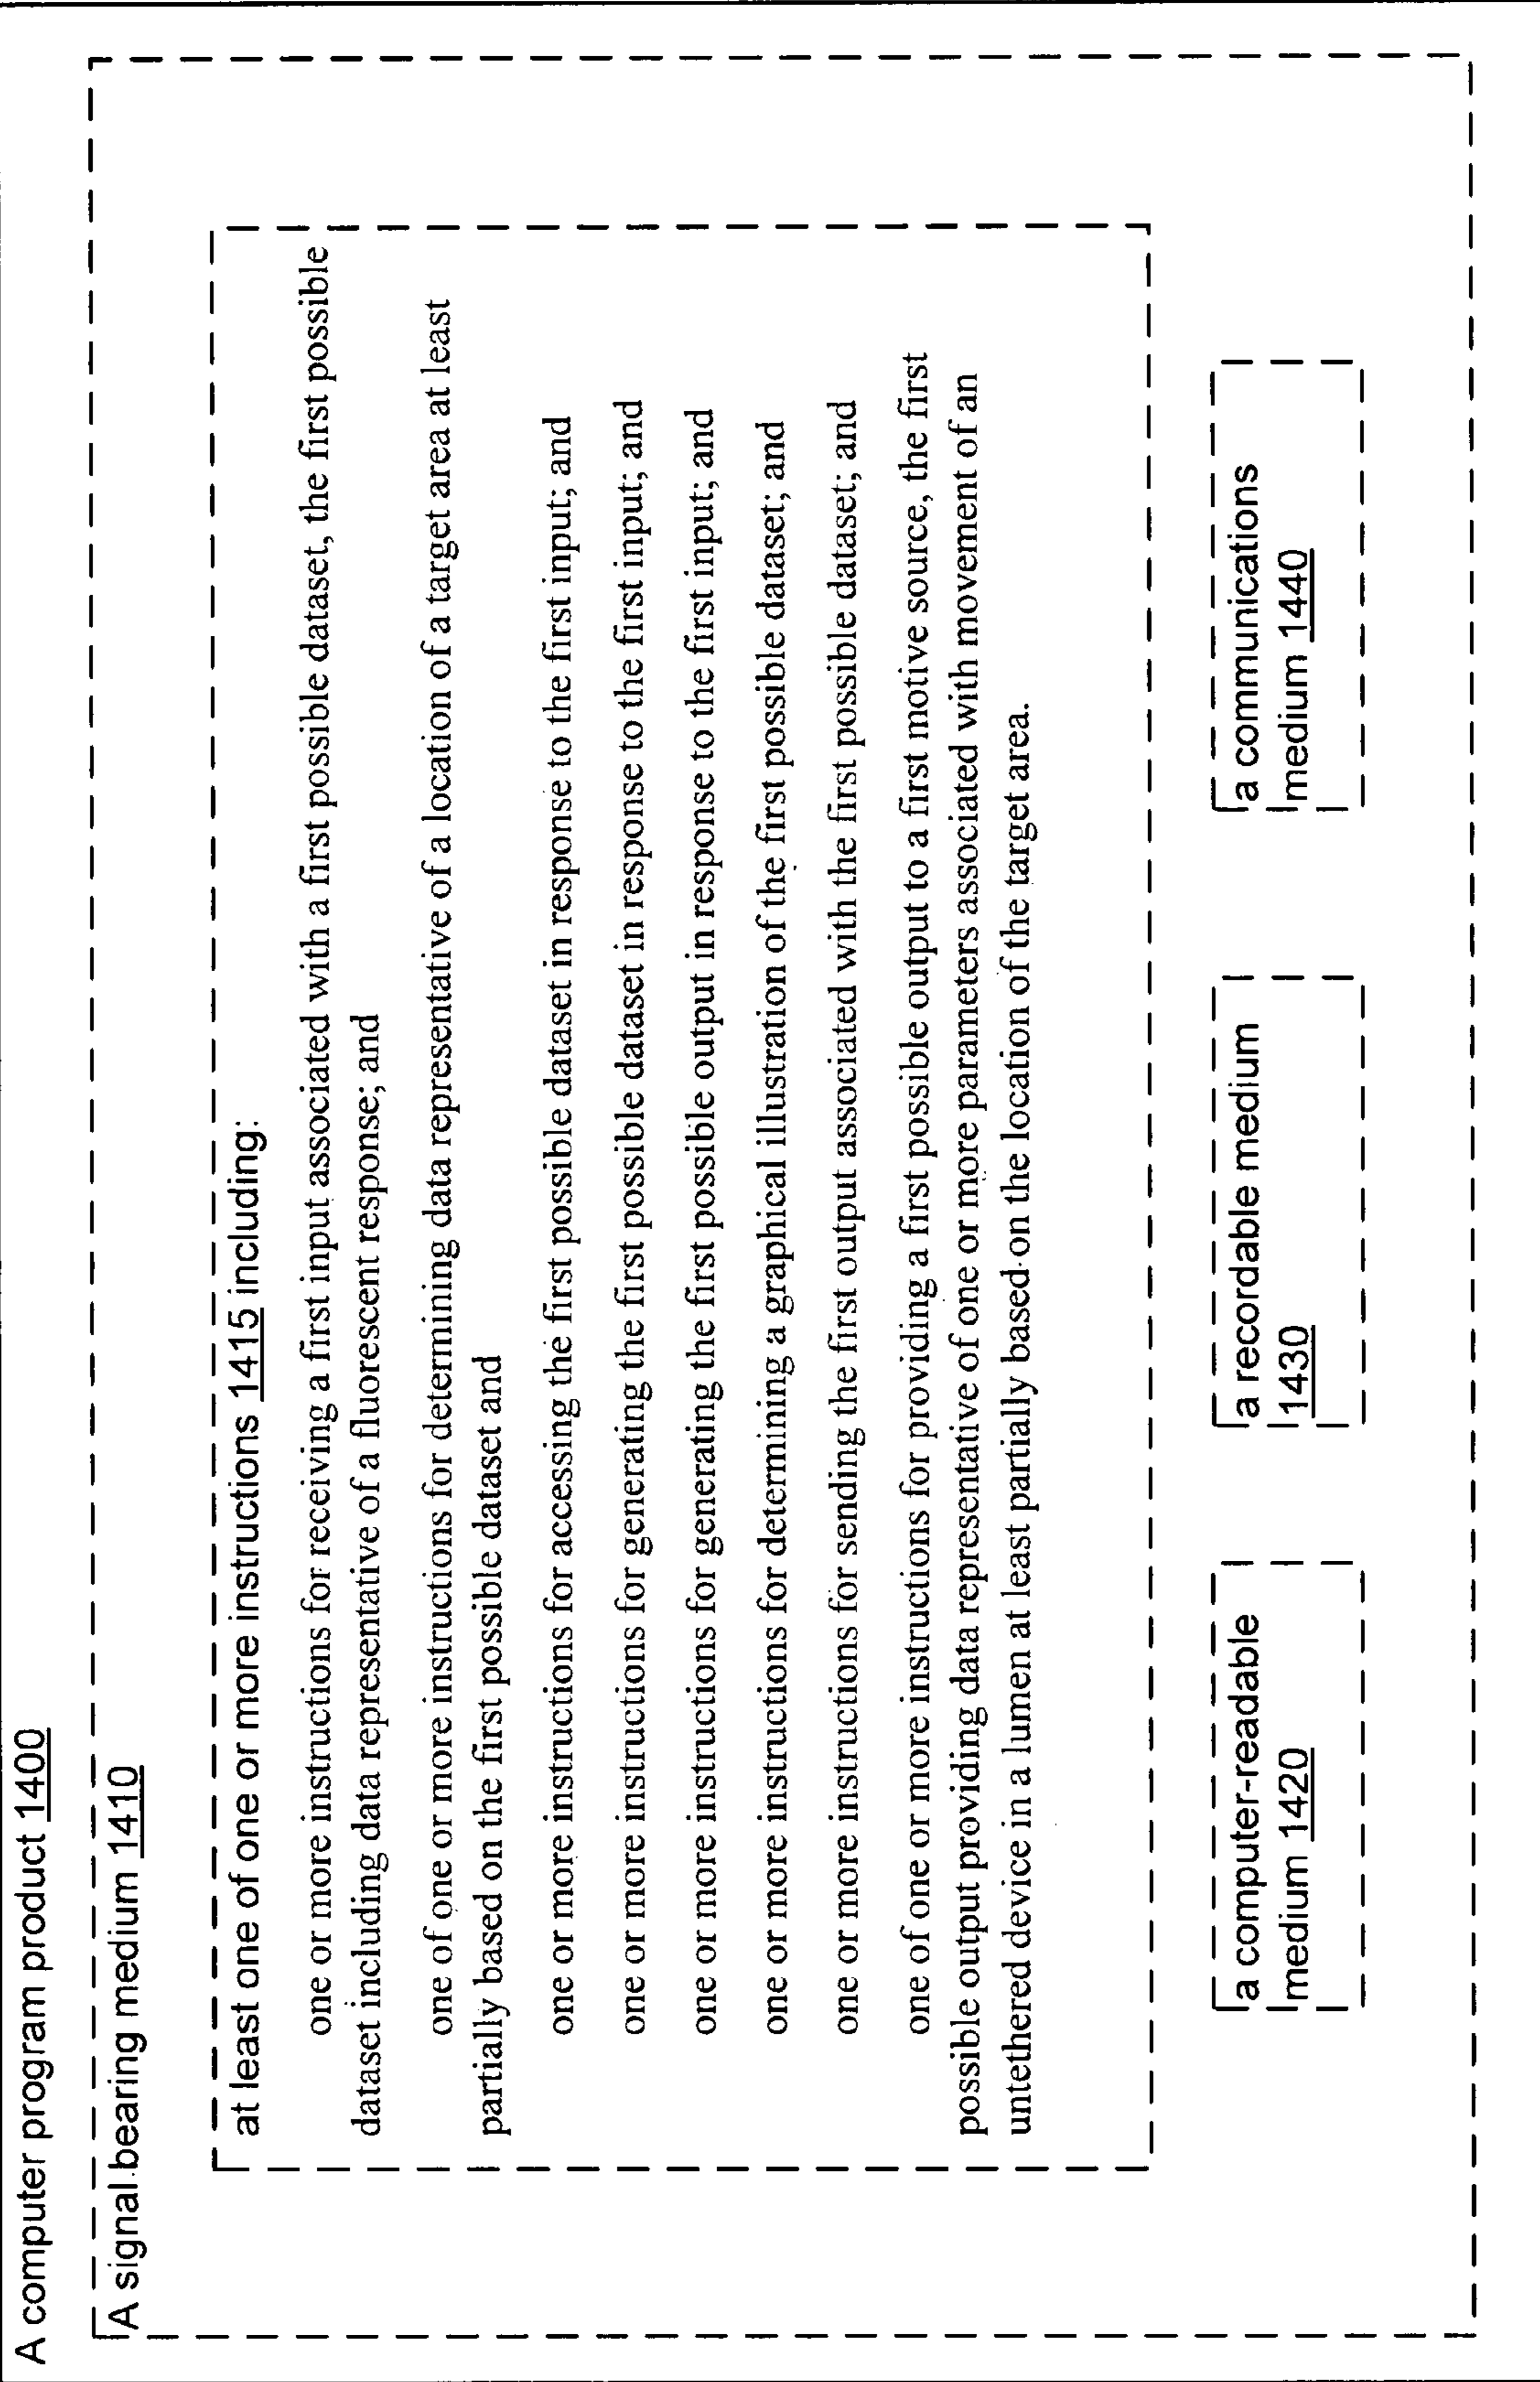 A computer program product 1400
A signal bearing medium 1410
at least one of one or more instructions 1415 including:
one or more instructions for receiving a first input associated with a first possible dataset, the first possible
dataset including data representative of a fluorescent response; and
one of one or more instructions for determining data representative of a location of a target area at least
partially based on the first possible dataset and
one or more instructions for accessing the first possible dataset in response to the first input; and
one or more instructions for generating the first possible dataset in response to the first input; and
one or more instructions for generating the first possible output in response to the first input; and
one or more instructions for determining a graphical illustration of the first possible dataset; and
one or more instructions for sending the first output associated with the first possible dataset; and
one of one or more instructions for providing a first possible output to a first motive source, the first
possible output providing data representative of one or more parameters associated with movement of an
untethered device in a lumen at least partially based on the location of the target area.
a computer-readable
medium 1420
a recordable medium
1430
a communications
medium 1440